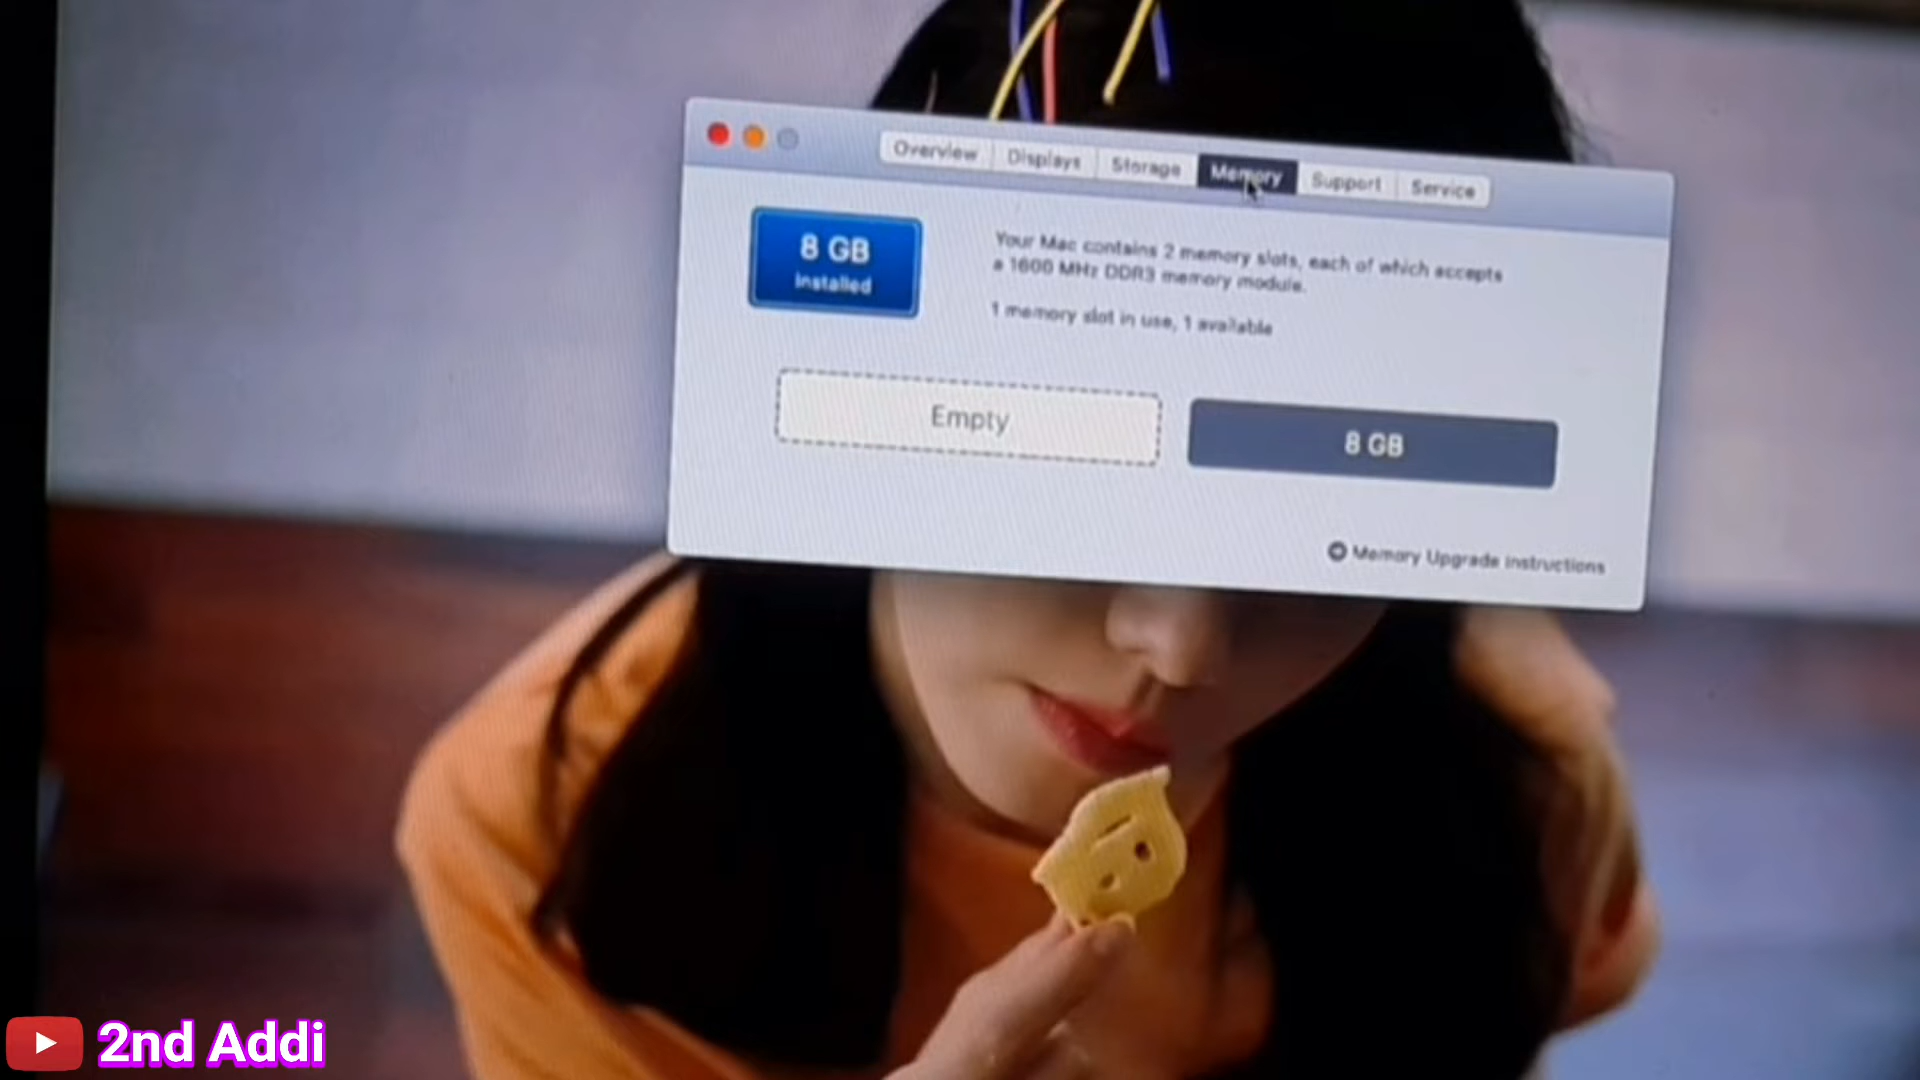 Overview Displays Storage Memory Support Service
8 GB
Installed
Your Mac contains 2 memory slots, each of which accepts
a 1600 MHz DDR3 memory module.
1 memory slot in use, 1 available
Empty
8 GB
Memory Upgrade Instructions
2nd Addi